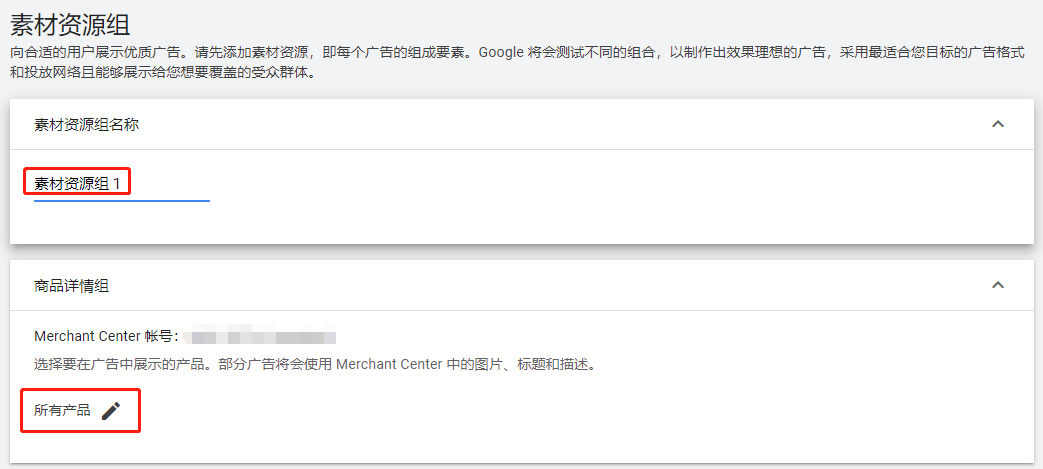 素材资源组
向合适的用户展示优质广告。请先添加素材资源，即每个广告的组成要素。Google 将会测试不同的组合，以制作出效果理想的广告，采用最适合您目标的广告格式
和投放网络且能够展示给您想要覆盖的受众群体。
素材资源组名称
素材资源组 1
商品详情组
Merchant Center 帐号：
选择要在广告中展示的产品。部分广告将会使用 Merchant Center 中的图片、标题和描述。
所有产品